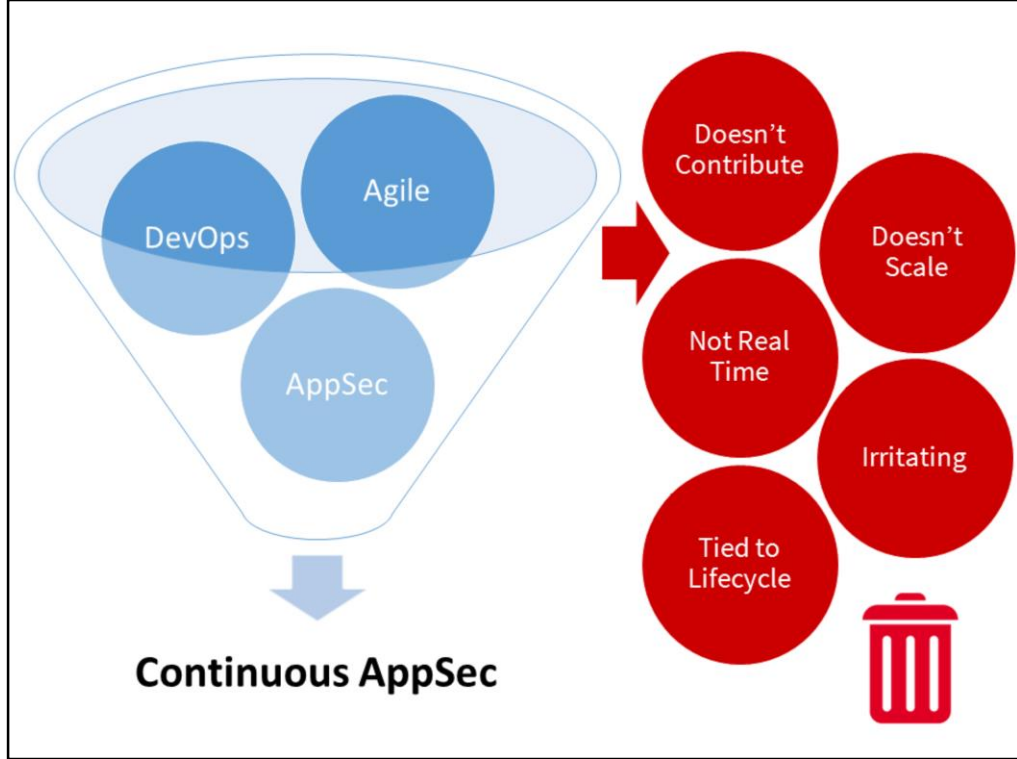 DevOps
Agile
AppSec
Continuous AppSec
Doesn't
Contribute
Doesn't
Scale
Not Real
Time
Irritating
Tied to
Lifecycle